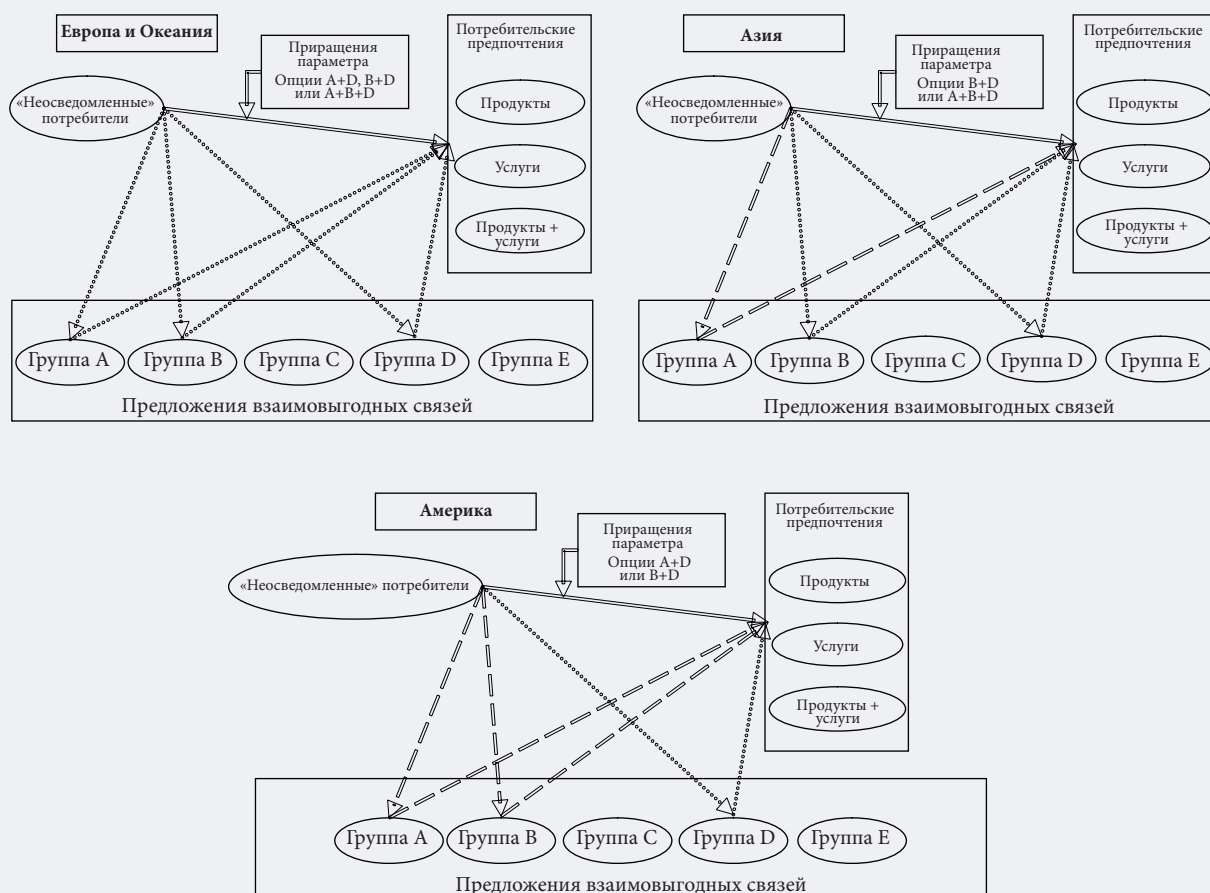 Европа и Океания
Приращения
параметра
Опции A+D, B+D
или A+B+D
Потребительские
предпочтения
«Неосведомленные»
потребители
Продукты
Услуги
Продукты +
услуги
Группа A
Группа B
Группа C
Группа D
Группа E
Предложения взаимовыгодных связей
Азия
Приращения
параметра
Опции B+D
или A+B+D
Потребительские
предпочтения
«Неосведомленные»
потребители
Продукты
Услуги
Продукты +
услуги
Группа A
Группа B
Группа C
Группа D
Группа E
Предложения взаимовыгодных связей
Америка
Приращения
параметра
Опции A+D
или B+D
Потребительские
предпочтения
«Неосведомленные» потребители
Продукты
Услуги
Продукты +
услуги
Группа A
Группа B
Группа C
Группа D
Группа E
Предложения взаимовыгодных связей